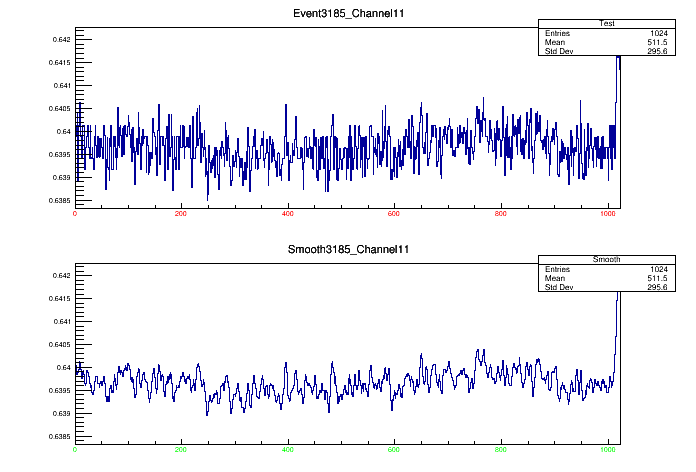 Event3185_Channel11
Test
Entries 1024
Mean 511.5
Std Dev 295.6
0.642
0.6415
0.641
0.6405
0.64
0.6395
0.639
0.6385
0 200 400 600 800 1000
Smooth3185_Channel11
Smooth
Entries 1024
Mean 511.5
Std Dev 295.6
0.642
0.6415
0.641
0.6405
0.64
0.6395
0.639
0.6385
0 200 400 600 800 1000